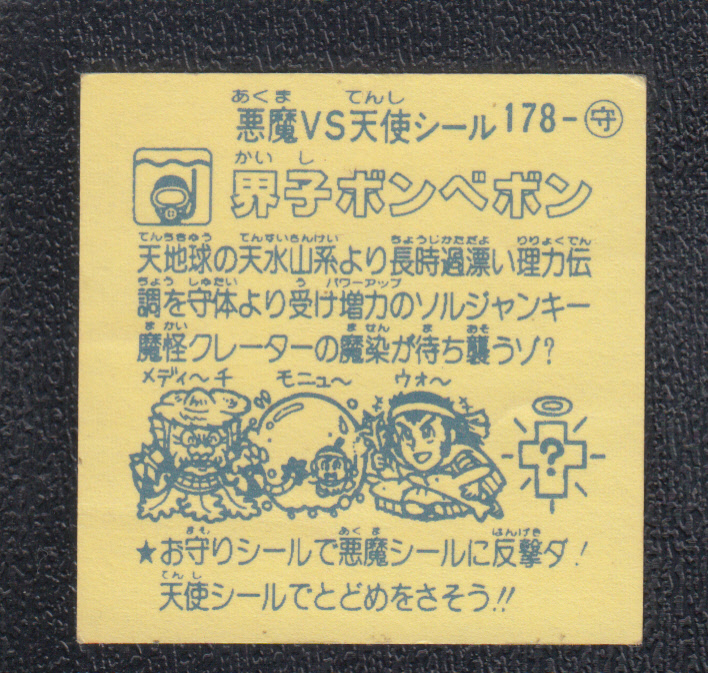 あくま てんし
悪魔VS天使シール 178-守
かいし
界子ボンベボン
てんちきゅう てんすいさんけい ちょうじかただよ りりょくでん
天地球の天水山系より長時過漂い理力伝
ちょう しゅたい う パワーアップ
調を守体より受け増力のソルジャンキー
まかい ません ま おそ
魔怪クレーターの魔染が待ち襲うゾ?
メディ〜チ モニュ〜 ウォ〜
?
まも あくま はんげき
★お守りシールで悪魔シールに反撃ダ!
てんし
天使シールでとどめをさそう!!